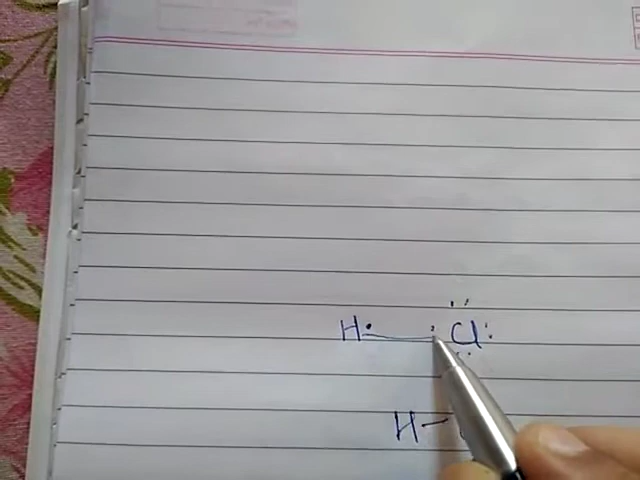 H· — :Cl:
H –